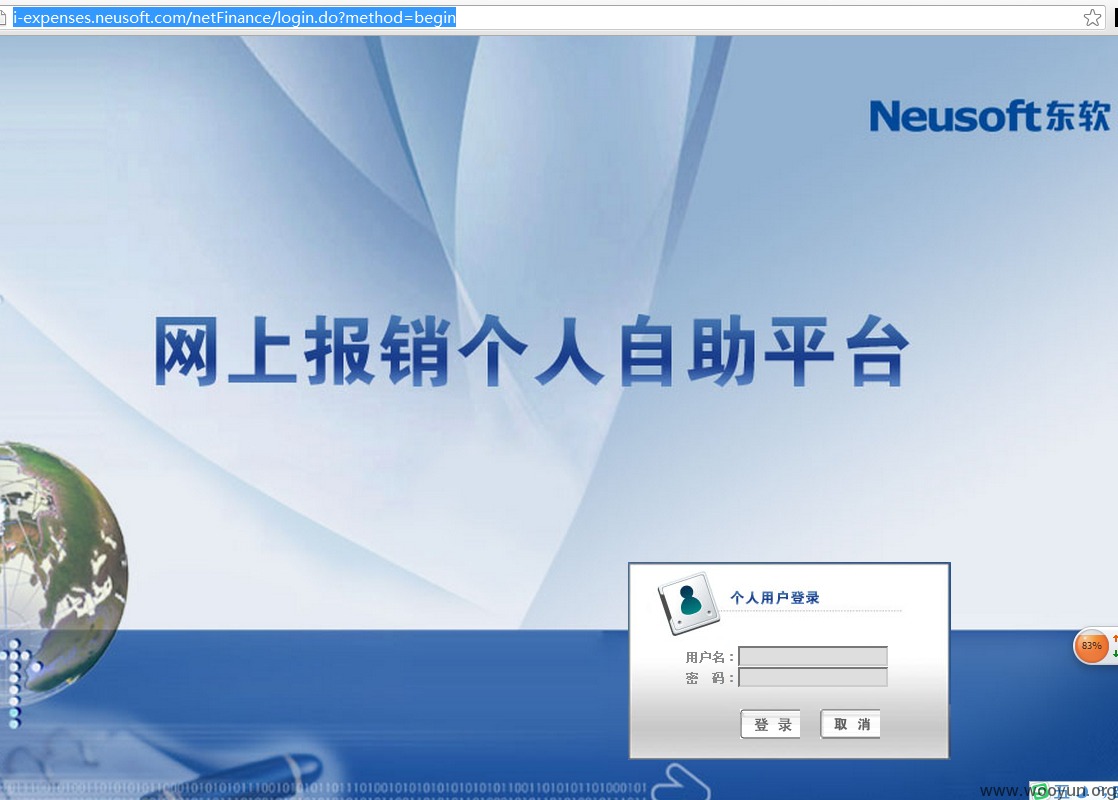 i-expenses.neusoft.com/netFinance/login.do?method=begin
Neusoft东软
网上报销个人自助平台
个人用户登录
用户名：
密 码：
登 录 取 消
83%
www.wooyun.org